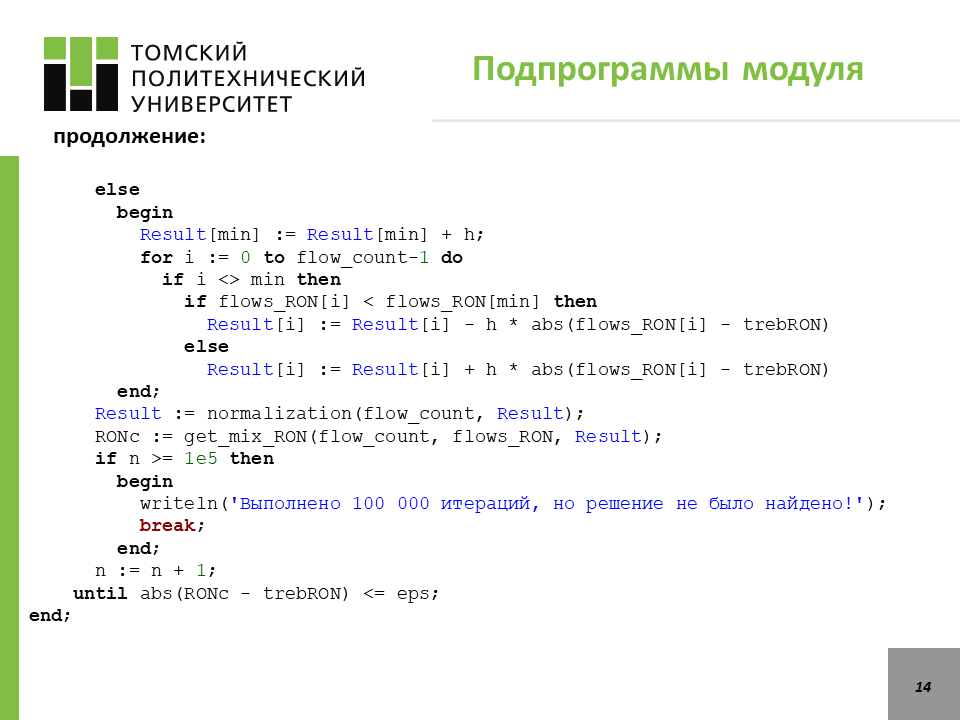 ТОМСКИЙ
ПОЛИТЕХНИЧЕСКИЙ
УНИВЕРСИТЕТ
Подпрограммы модуля
продолжение:
else
begin
Result[min] := Result[min] + h;
for i := 0 to flow_count-1 do
if i <> min then
if flows_RON[i] < flows_RON[min] then
Result[i] := Result[i] - h * abs(flows_RON[i] - trebRON)
else
Result[i] := Result[i] + h * abs(flows_RON[i] - trebRON)
end;
Result := normalization(flow_count, Result);
RONc := get_mix_RON(flow_count, flows_RON, Result);
if n >= 1e5 then
begin
writeln('Выполнено 100 000 итераций, но решение не было найдено!');
break;
end;
n := n + 1;
until abs(RONc - trebRON) <= eps;
end;
14